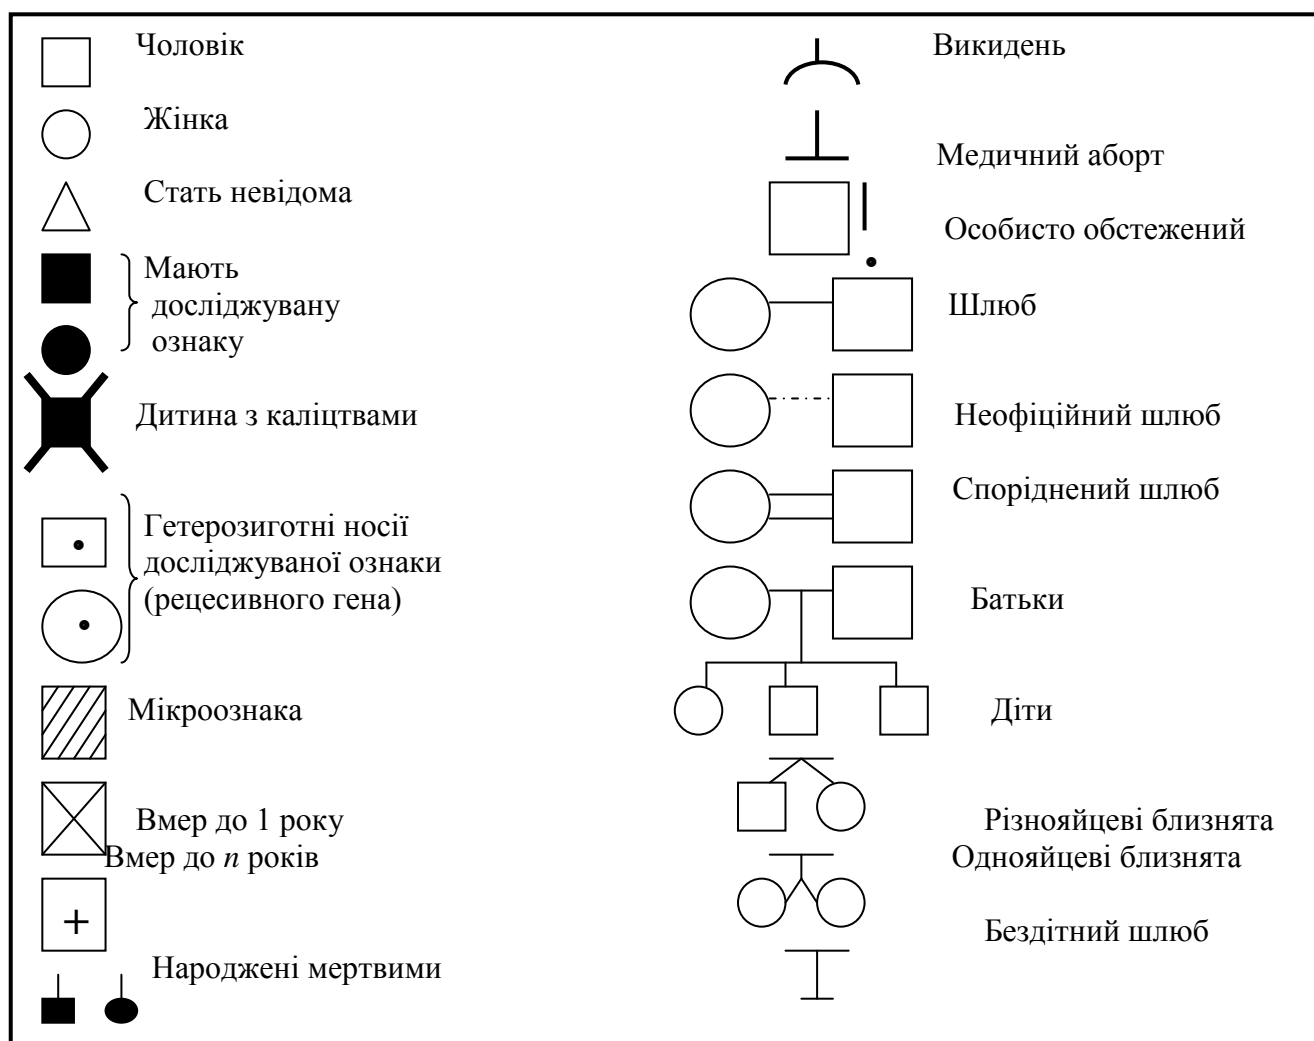 Чоловік
Жінка
Стать невідома
Мають
досліджувану
ознаку
Дитина з каліцтвами
Гетерозиготні носії
досліджуваної ознаки
(рецесивного гена)
Мікроознака
Вмер до 1 року
Вмер до n років
+
Народжені мертвими
Викидень
Медичний аборт
Особисто обстежений
Шлюб
Неофіційний шлюб
Споріднений шлюб
Батьки
Діти
Різнояйцеві близнята
Однояйцеві близнята
Бездітний шлюб